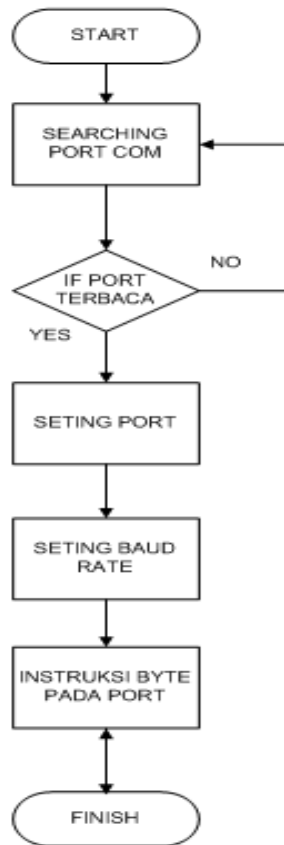 START
SEARCHING
PORT COM
IF PORT
TERBACA
NO
YES
SETING PORT
SETING BAUD
RATE
INSTRUKSI BYTE
PADA PORT
FINISH